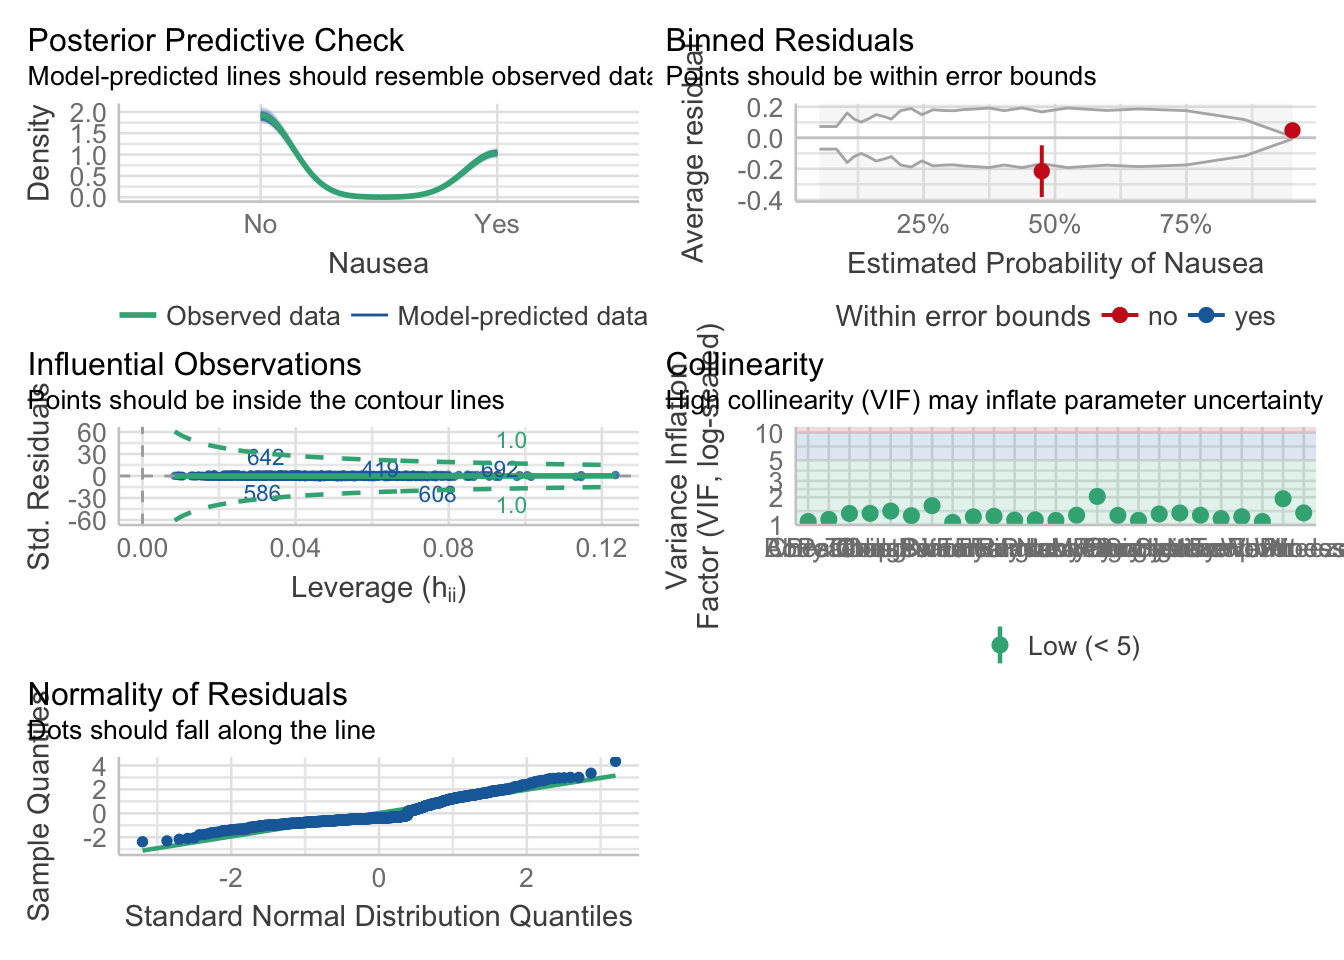 Posterior Predictive Check
Model-predicted lines should resemble observed data
Density
2.0
1.5
1.0
0.5
0.0
No Yes
Nausea
Observed data Model-predicted data
Binned Residuals
Points should be within error bounds
Average residual
0.2
0.0
-0.2
-0.4
25% 50% 75%
Estimated Probability of Nausea
Within error bounds no yes
Influential Observations
Points should be inside the contour lines
Std. Residuals
60
30
0
-30
-60
642
419
692
586
608
1.0
1.0
0.00 0.04 0.08 0.12
Leverage (hii)
Collinearity
High collinearity (VIF) may inflate parameter uncertainty
Variance Inflation
Factor (VIF, log-scaled)
10
5
3
2
1
Low (< 5)
Normality of Residuals
Dots should fall along the line
Sample Quantiles
4
2
0
-2
-2 0 2
Standard Normal Distribution Quantiles